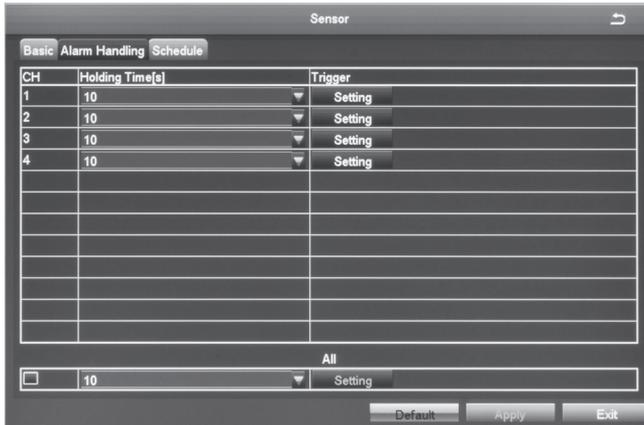 Sensor
Basic Alarm Handling Schedule
CH Holding Time[s] Trigger
1 10 Setting
2 10 Setting
3 10 Setting
4 10 Setting
All
10 Setting
Default Apply Exit